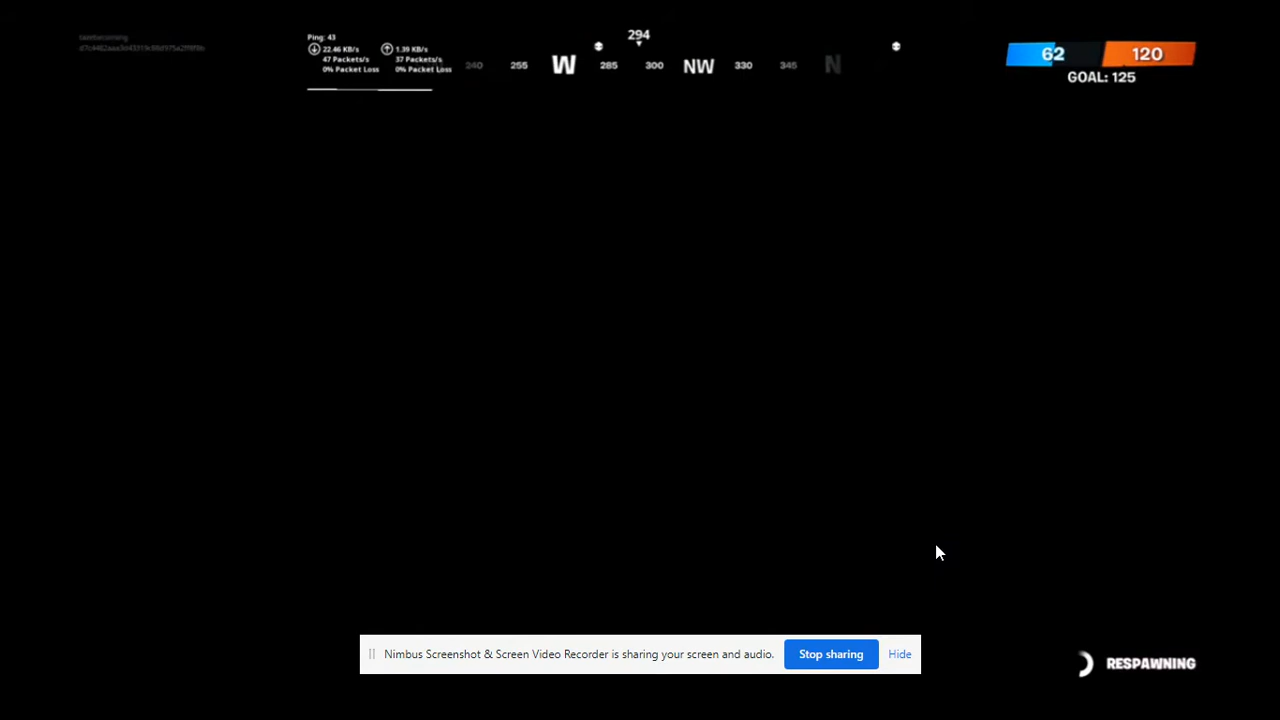 Ping: 43
22.46 KB/s 1.39 KB/s
47 Packets/s 37 Packets/s
0% Packet Loss 0% Packet Loss
294
240 255 W 285 300 NW 330 345 N
62 120
GOAL: 125
Nimbus Screenshot & Screen Video Recorder is sharing your screen and audio. Stop sharing Hide
RESPAWNING